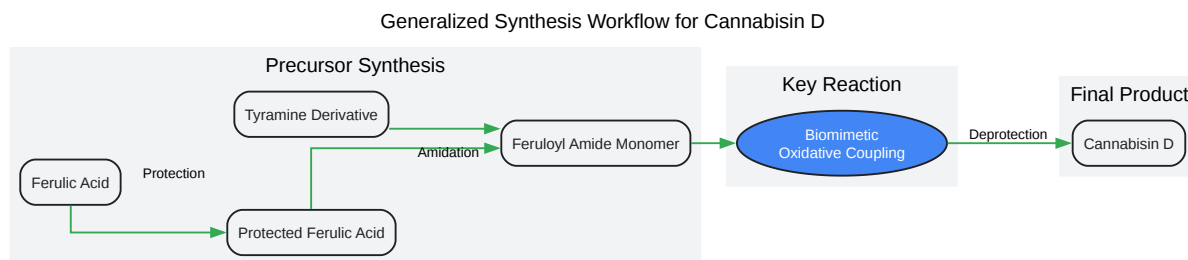 Generalized Synthesis Workflow for Cannabisin D
Precursor Synthesis
Key Reaction
Final Product
Tyramine Derivative
Amidation
Feruloyl Amide Monomer
Biomimetic
Oxidative Coupling
Deprotection
Cannabisin D
Ferulic Acid
Protection
Protected Ferulic Acid